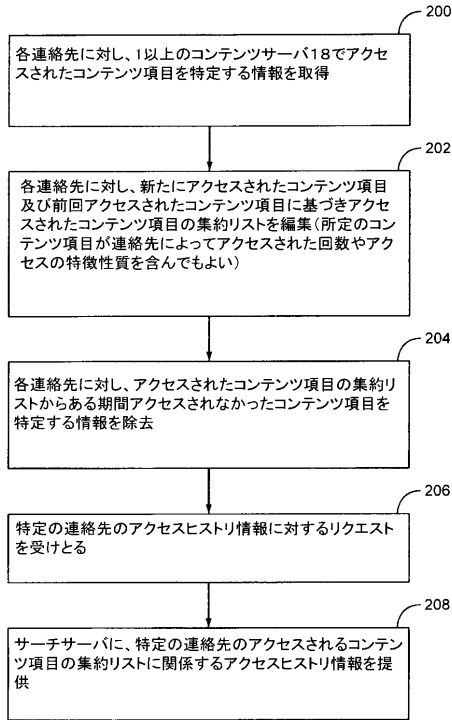 200
各連絡先に対し、1以上のコンテンツサーバ18でアクセ
スされたコンテンツ項目を特定する情報を取得
202
各連絡先に対し、新たにアクセスされたコンテンツ項目
及び前回アクセスされたコンテンツ項目に基づきアクセ
スされたコンテンツ項目の集約リストを編集（所定のコン
テンツ項目が連絡先によってアクセスされた回数やアク
セスの特徴性質を含んでもよい）
204
各連絡先に対し、アクセスされたコンテンツ項目の集約リ
ストからある期間アクセスされなかったコンテンツ項目を
特定する情報を除去
206
特定の連絡先のアクセスヒストリ情報に対するリクエスト
を受けとる
208
サーチサーバに、特定の連絡先のアクセスされるコンテン
ツ項目の集約リストに関係するアクセスヒストリ情報を提
供